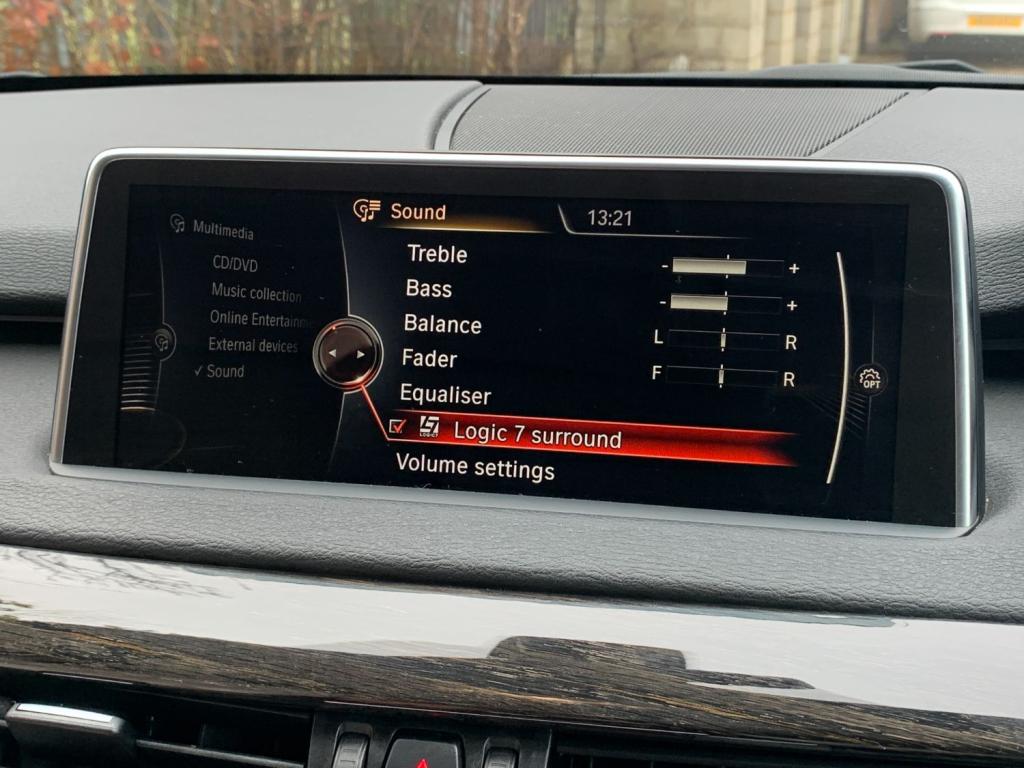 Sound
13:21
Multimedia
CD/DVD
Music collection
Online Entertainm
External devices
✓ Sound
Treble
- +
Bass
- +
Balance
L R
Fader
F R
Equaliser
LOGIC7
Logic 7 surround
Volume settings
OPT